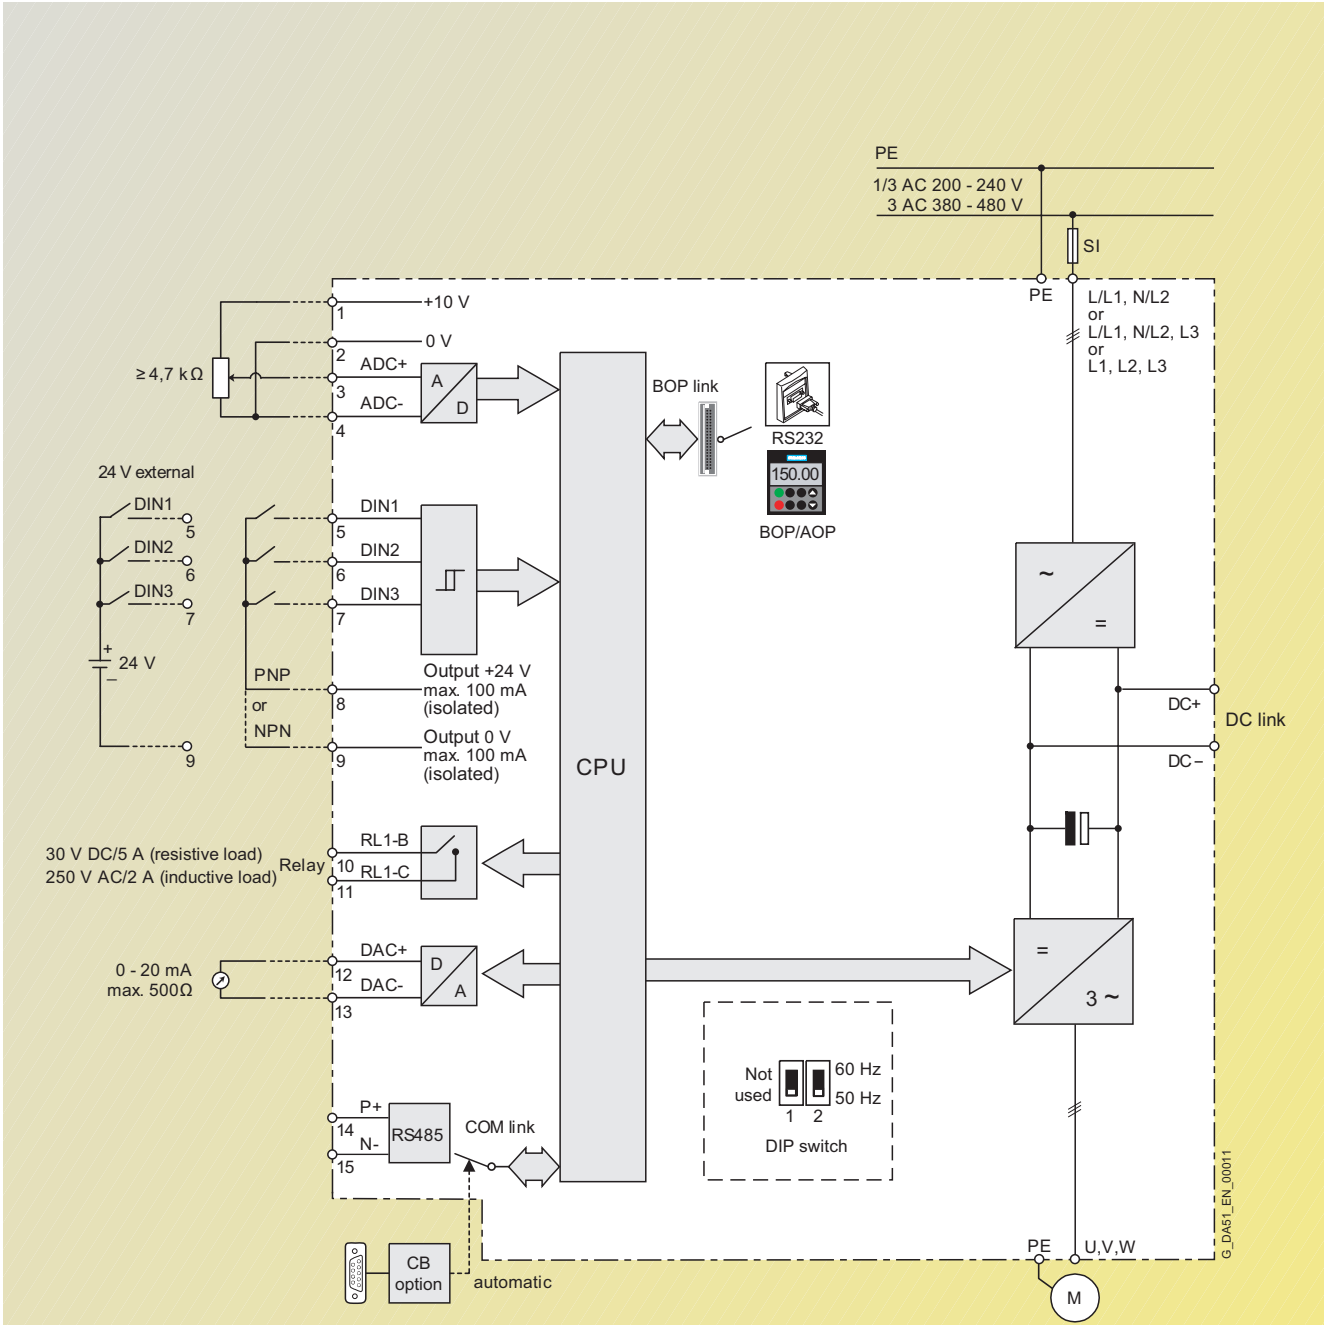 PE
1/3 AC 200 - 240 V
3 AC 380 - 480 V
SI
PE
L/L1, N/L2
or
L/L1, N/L2, L3
or
L1, L2, L3
+10 V
1
0 V
2
ADC+
3
ADC-
4
≥ 4,7 kΩ
A
D
BOP link
RS232
150.00
BOP/AOP
24 V external
DIN1
5
DIN2
6
DIN3
7
+
24 V
–
9
DIN1
5
DIN2
6
DIN3
7
PNP
or
NPN
8
9
Output +24 V
max. 100 mA
(isolated)
Output 0 V
max. 100 mA
(isolated)
CPU
~
=
DC+
DC link
DC –
30 V DC/5 A (resistive load)
250 V AC/2 A (inductive load)
Relay
RL1-B
10
RL1-C
11
0 - 20 mA
max. 500Ω
DAC+
12
DAC-
13
D
A
=
3 ~
Not
used
60 Hz
50 Hz
1 2
DIP switch
P+
14
N-
15
RS485
COM link
CB
option
automatic
PE
U,V,W
M
G_DA51_EN_00011